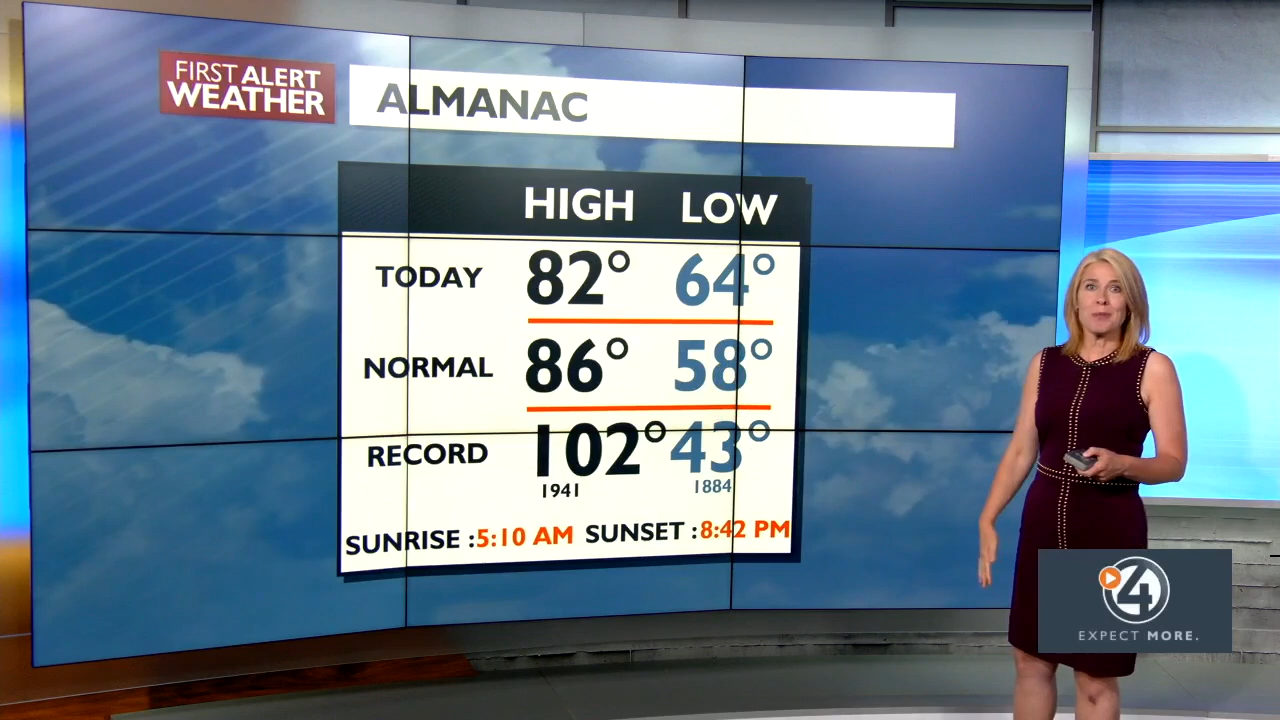 FIRST ALERT
WEATHER
ALMANAC
HIGH LOW
TODAY 82° 64°
NORMAL 86° 58°
RECORD 102° 43°
1941 1884
SUNRISE :5:10 AM SUNSET :8:42 PM
4
EXPECT MORE.